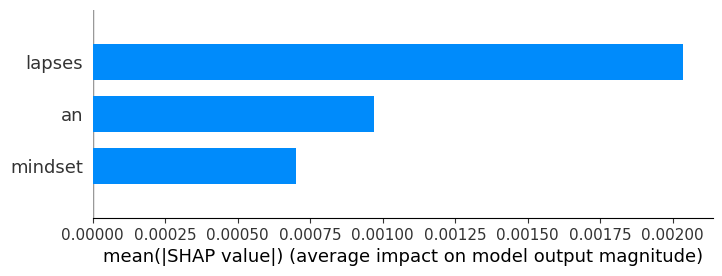 lapses
an
mindset
0.00000 0.00025 0.00050 0.00075 0.00100 0.00125 0.00150 0.00175 0.00200
mean(|SHAP value|) (average impact on model output magnitude)